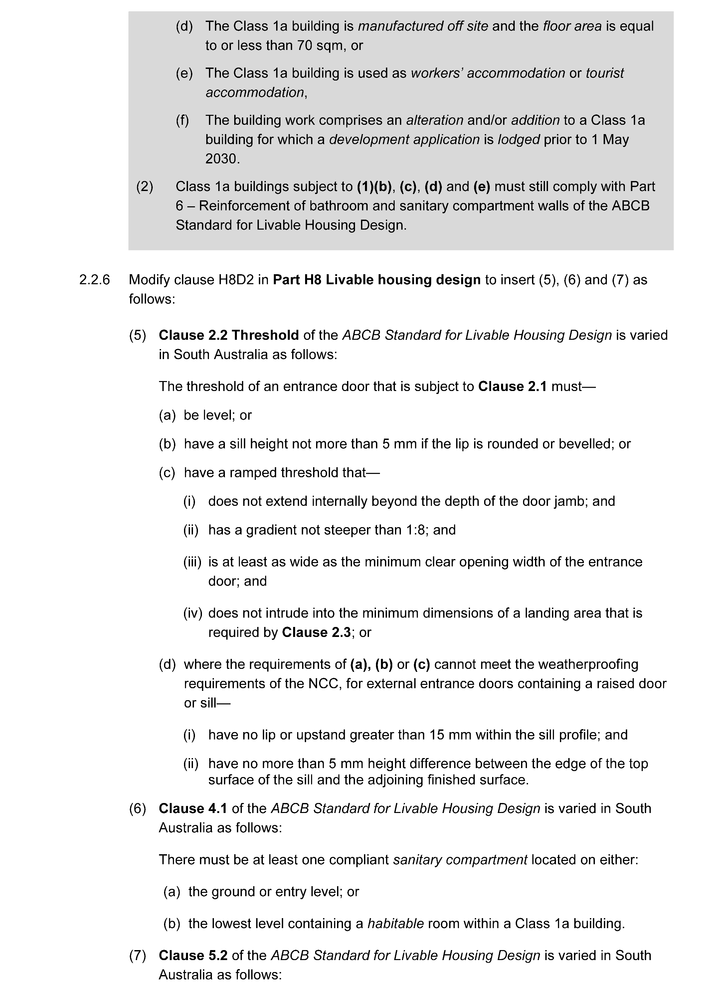 (d) The Class 1a building is manufactured off site and the floor area is equal
to or less than 70 sqm, or
(e) The Class 1a building is used as workers’ accommodation or tourist
accommodation,
(f) The building work comprises an alteration and/or addition to a Class 1a
building for which a development application is lodged prior to 1 May
2030.
(2) Class 1a buildings subject to (1)(b), (c), (d) and (e) must still comply with Part
6 – Reinforcement of bathroom and sanitary compartment walls of the ABCB
Standard for Livable Housing Design.
2.2.6 Modify clause H8D2 in Part H8 Livable housing design to insert (5), (6) and (7) as
follows:
(5) Clause 2.2 Threshold of the ABCB Standard for Livable Housing Design is varied
in South Australia as follows:
The threshold of an entrance door that is subject to Clause 2.1 must—
(a) be level; or
(b) have a sill height not more than 5 mm if the lip is rounded or bevelled; or
(c) have a ramped threshold that—
(i) does not extend internally beyond the depth of the door jamb; and
(ii) has a gradient not steeper than 1:8; and
(iii) is at least as wide as the minimum clear opening width of the entrance
door; and
(iv) does not intrude into the minimum dimensions of a landing area that is
required by Clause 2.3; or
(d) where the requirements of (a), (b) or (c) cannot meet the weatherproofing
requirements of the NCC, for external entrance doors containing a raised door
or sill—
(i) have no lip or upstand greater than 15 mm within the sill profile; and
(ii) have no more than 5 mm height difference between the edge of the top
surface of the sill and the adjoining finished surface.
(6) Clause 4.1 of the ABCB Standard for Livable Housing Design is varied in South
Australia as follows:
There must be at least one compliant sanitary compartment located on either:
(a) the ground or entry level; or
(b) the lowest level containing a habitable room within a Class 1a building.
(7) Clause 5.2 of the ABCB Standard for Livable Housing Design is varied in South
Australia as follows: